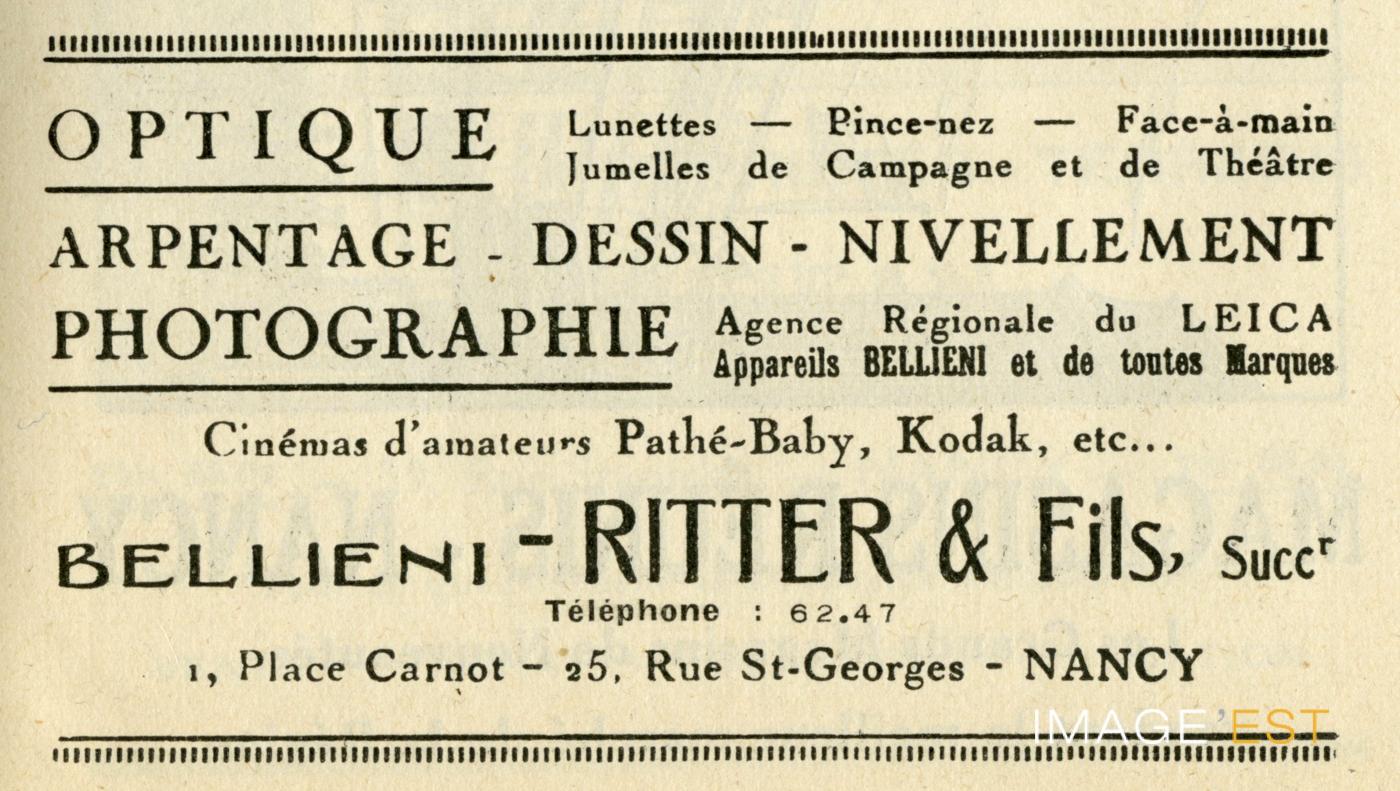 OPTIQUE
Lunettes — Pince-nez — Face-à-main
Jumelles de Campagne et de Théâtre
ARPENTAGE - DESSIN - NIVELLEMENT
PHOTOGRAPHIE
Agence Régionale du LEICA
Appareils BELLIENI et de toutes Marques
Cinémas d'amateurs Pathé-Baby, Kodak, etc...
BELLIENI - RITTER & Fils, Succʳ
Téléphone : 62.47
1, Place Carnot - 25, Rue St-Georges - NANCY
IMAGE'EST